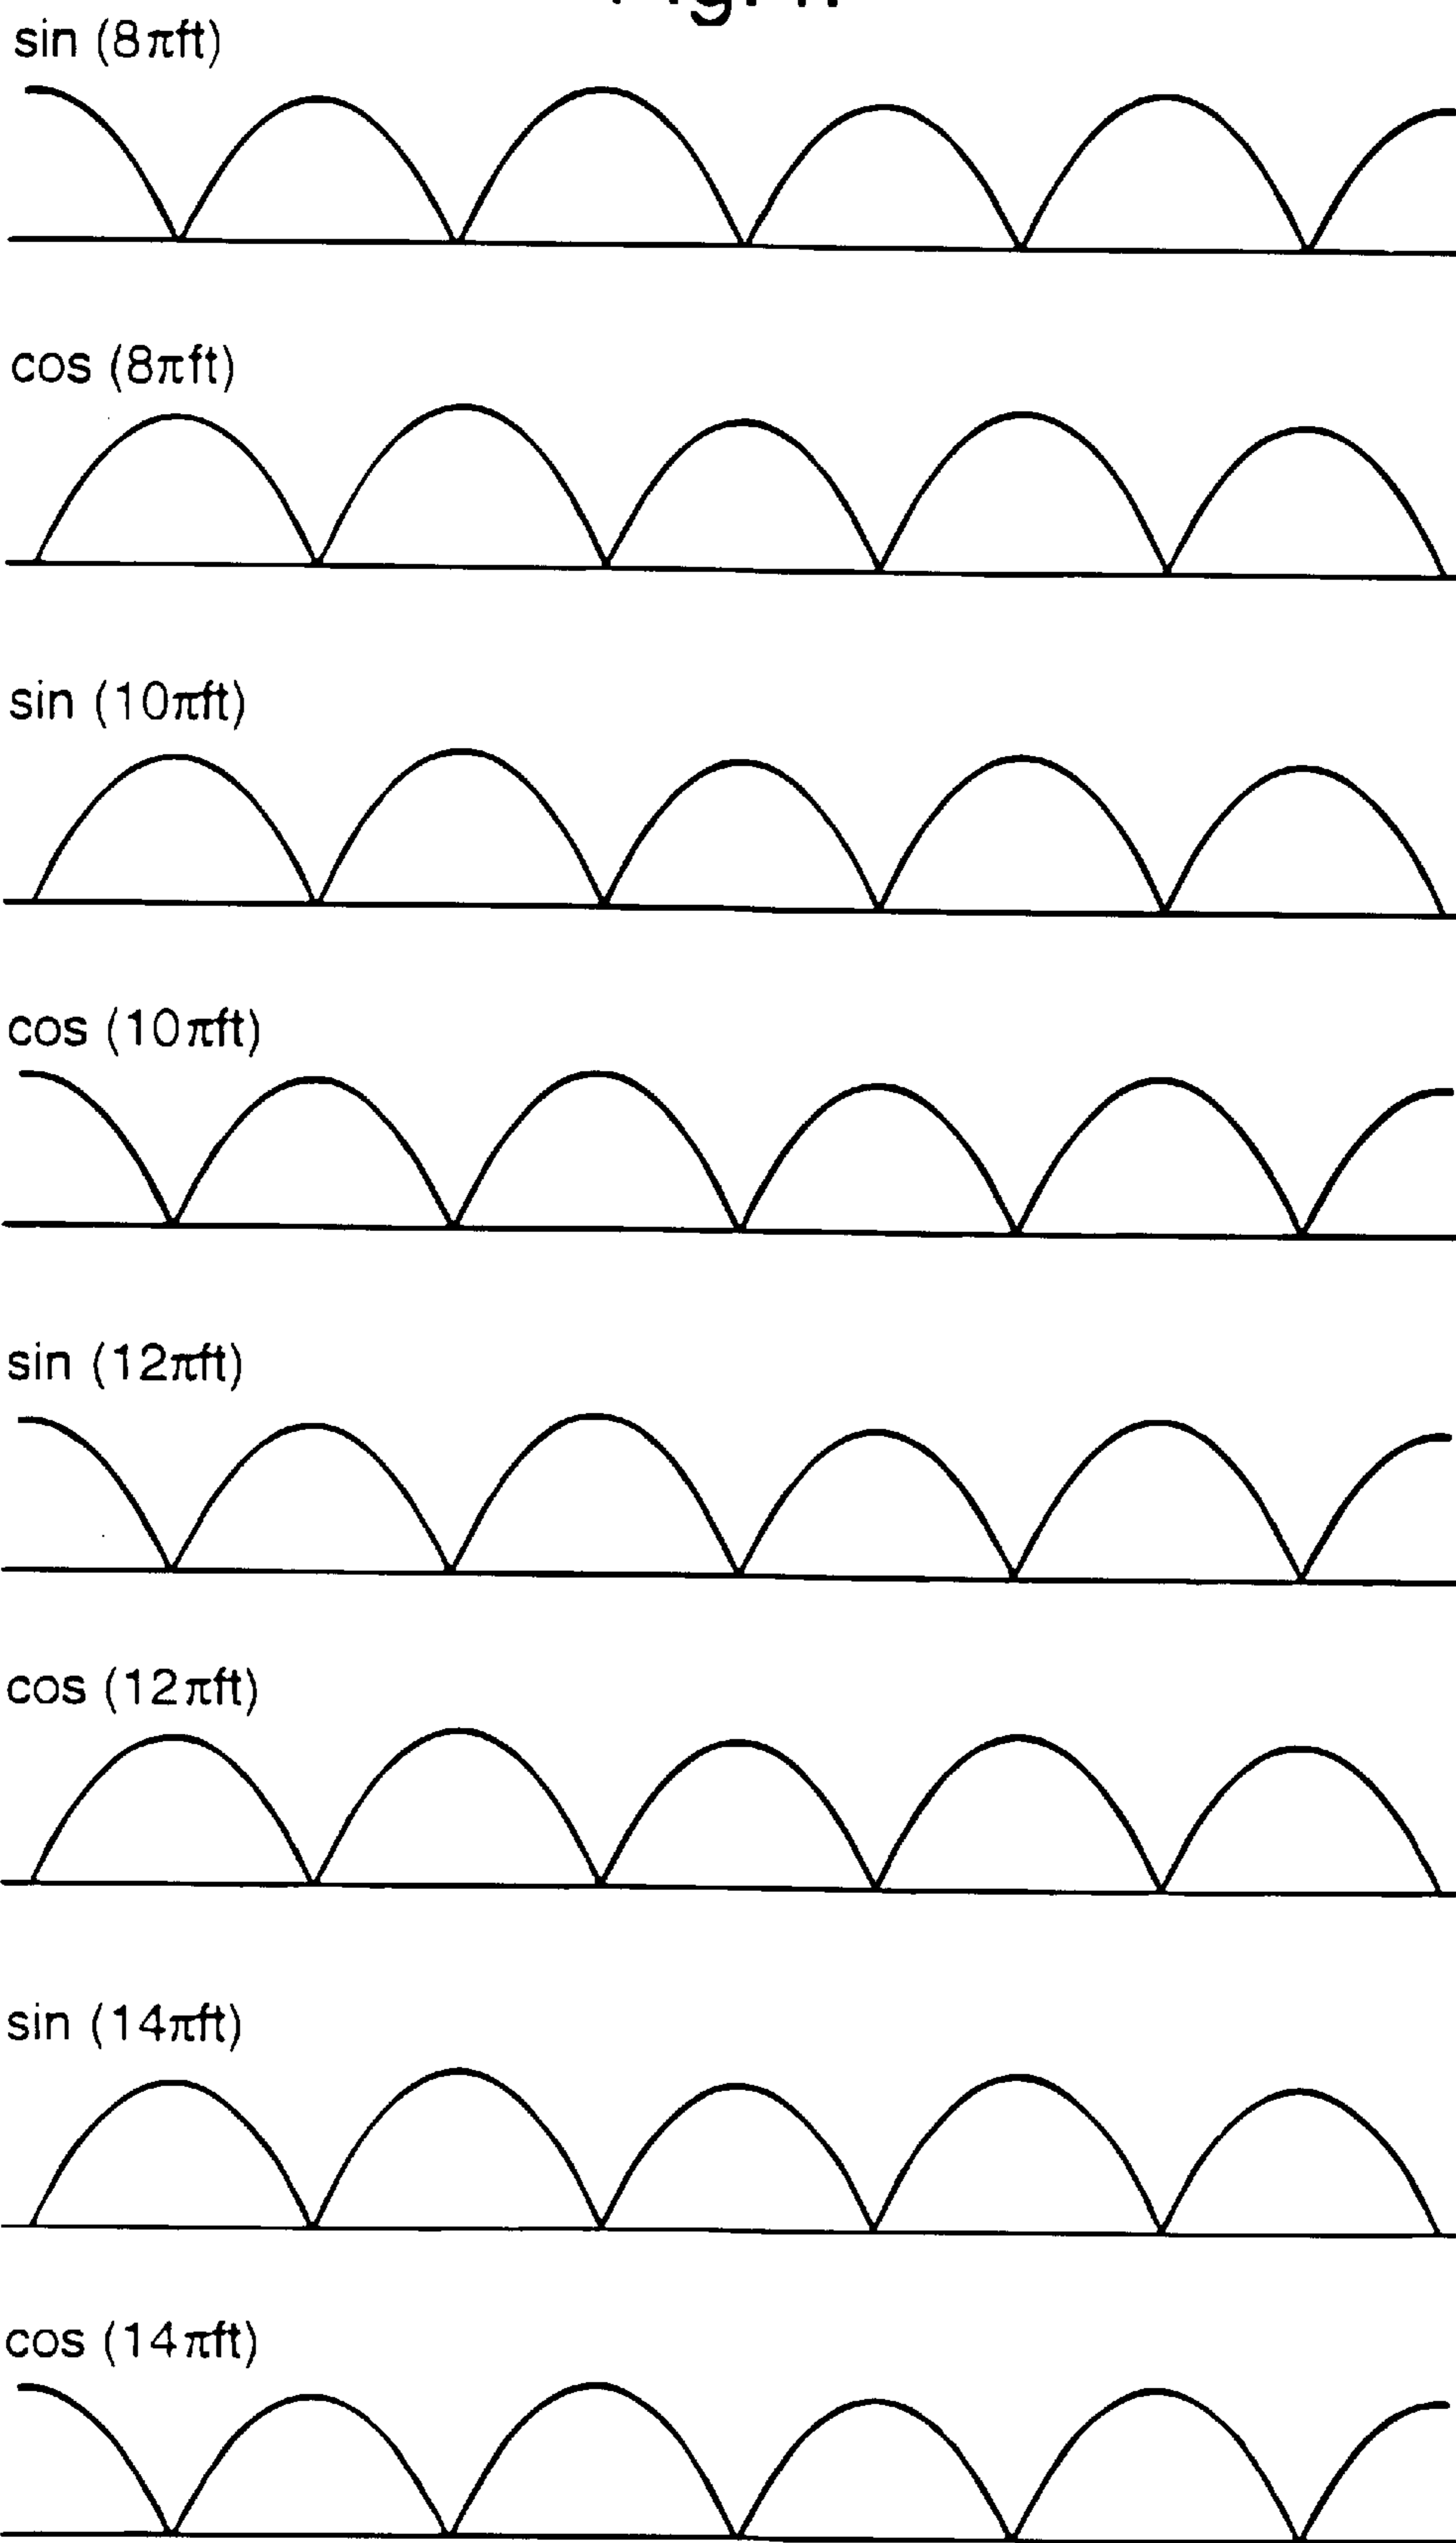 sin (8πft)
cos (8πft)
sin (10πft)
cos (10πft)
sin (12πft)
cos (12πft)
sin (14πft)
cos (14πft)